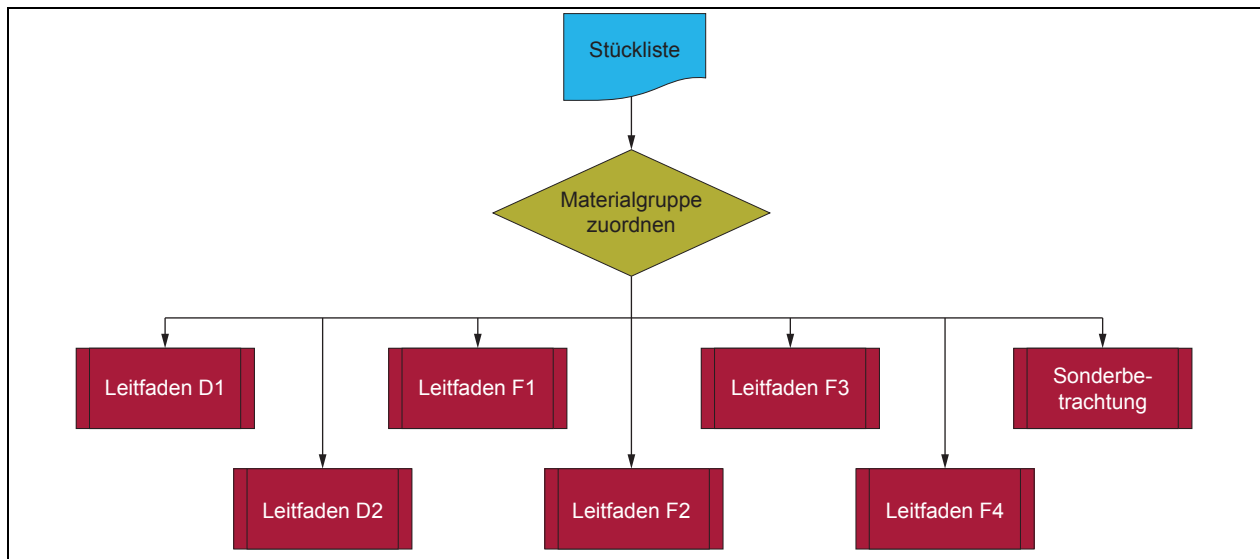 Stückliste
Materialgruppe
zuordnen
Leitfaden D1
Leitfaden F1
Leitfaden F3
Sonderbe-
trachtung
Leitfaden D2
Leitfaden F2
Leitfaden F4